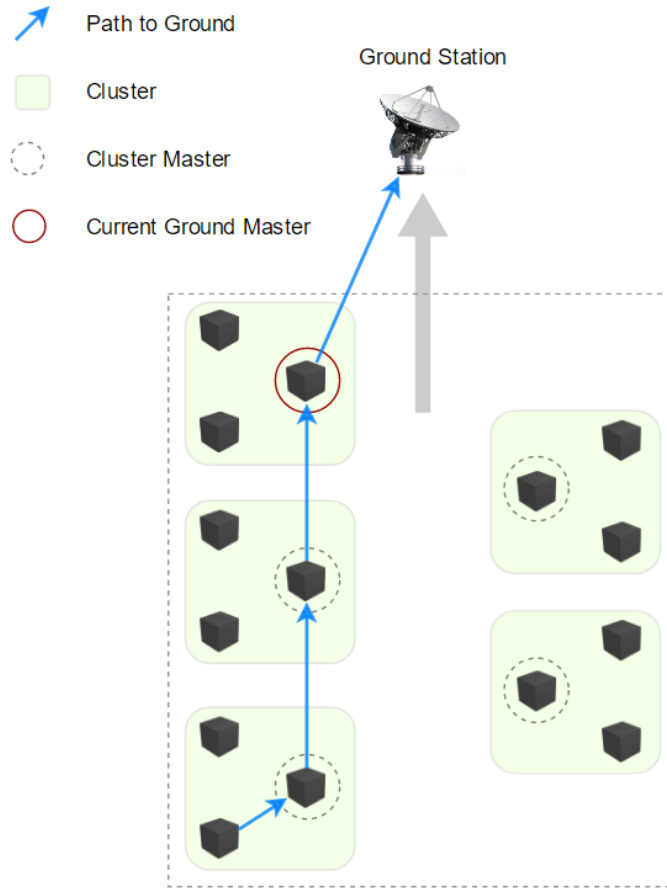 Path to Ground
Ground Station
Cluster
Cluster Master
Current Ground Master